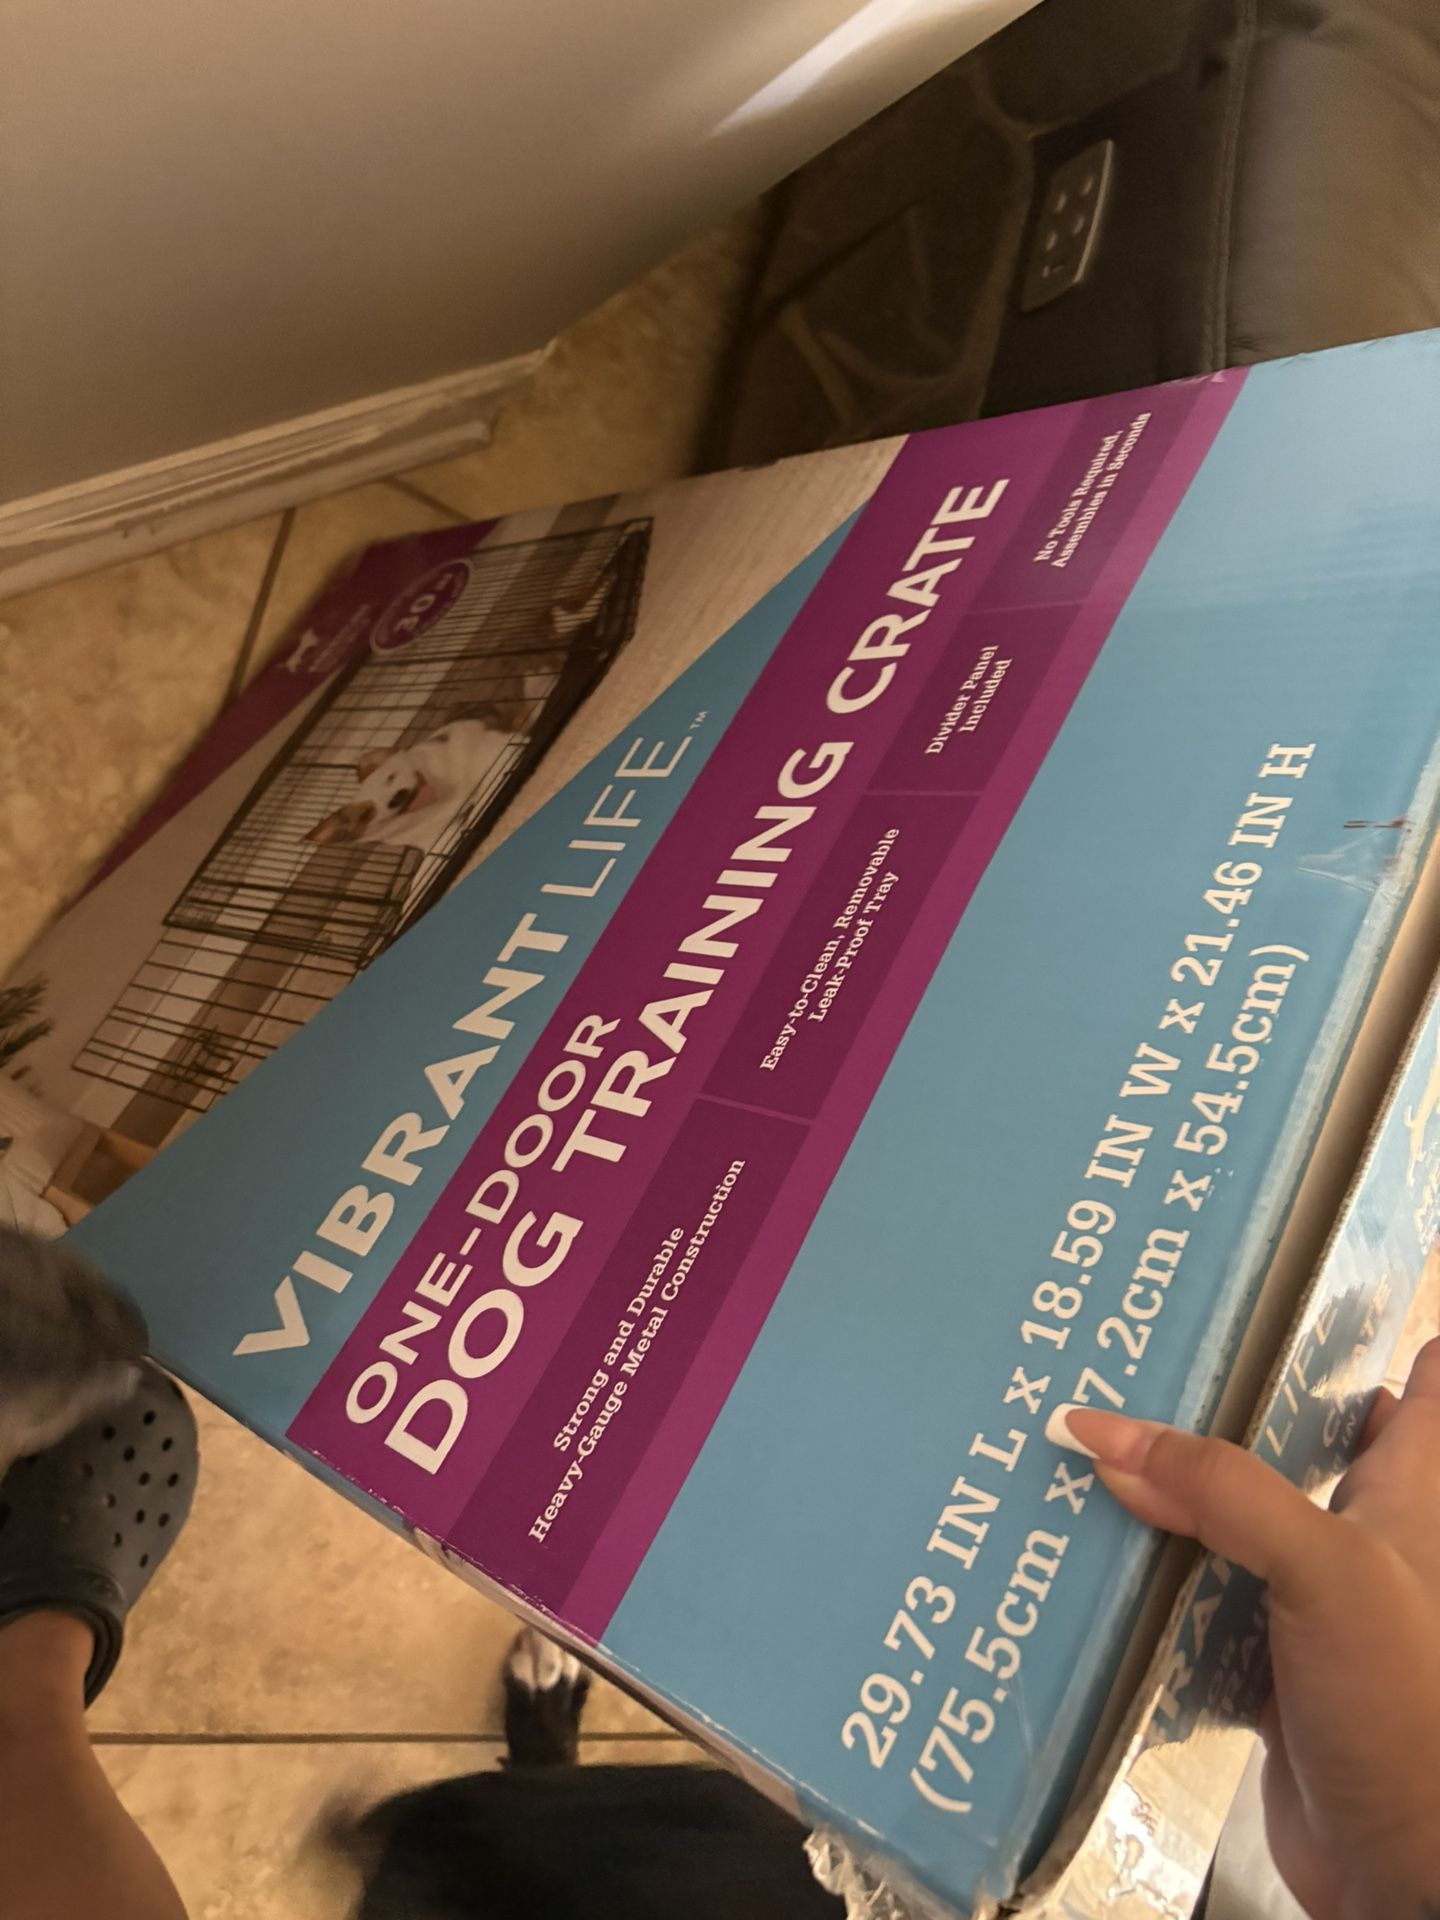 30 IN
VIBRANT LIFE™
ONE-DOOR
DOG TRAINING CRATE
Strong and Durable
Heavy-Gauge Metal Construction
Easy-to-Clean, Removable
Leak-Proof Tray
Divider Panel
Included
No Tools Required,
Assembles in Seconds
29.73 IN L x 18.59 IN W x 21.46 IN H
(75.5cm x 7.2cm x 54.5cm)
LIFE